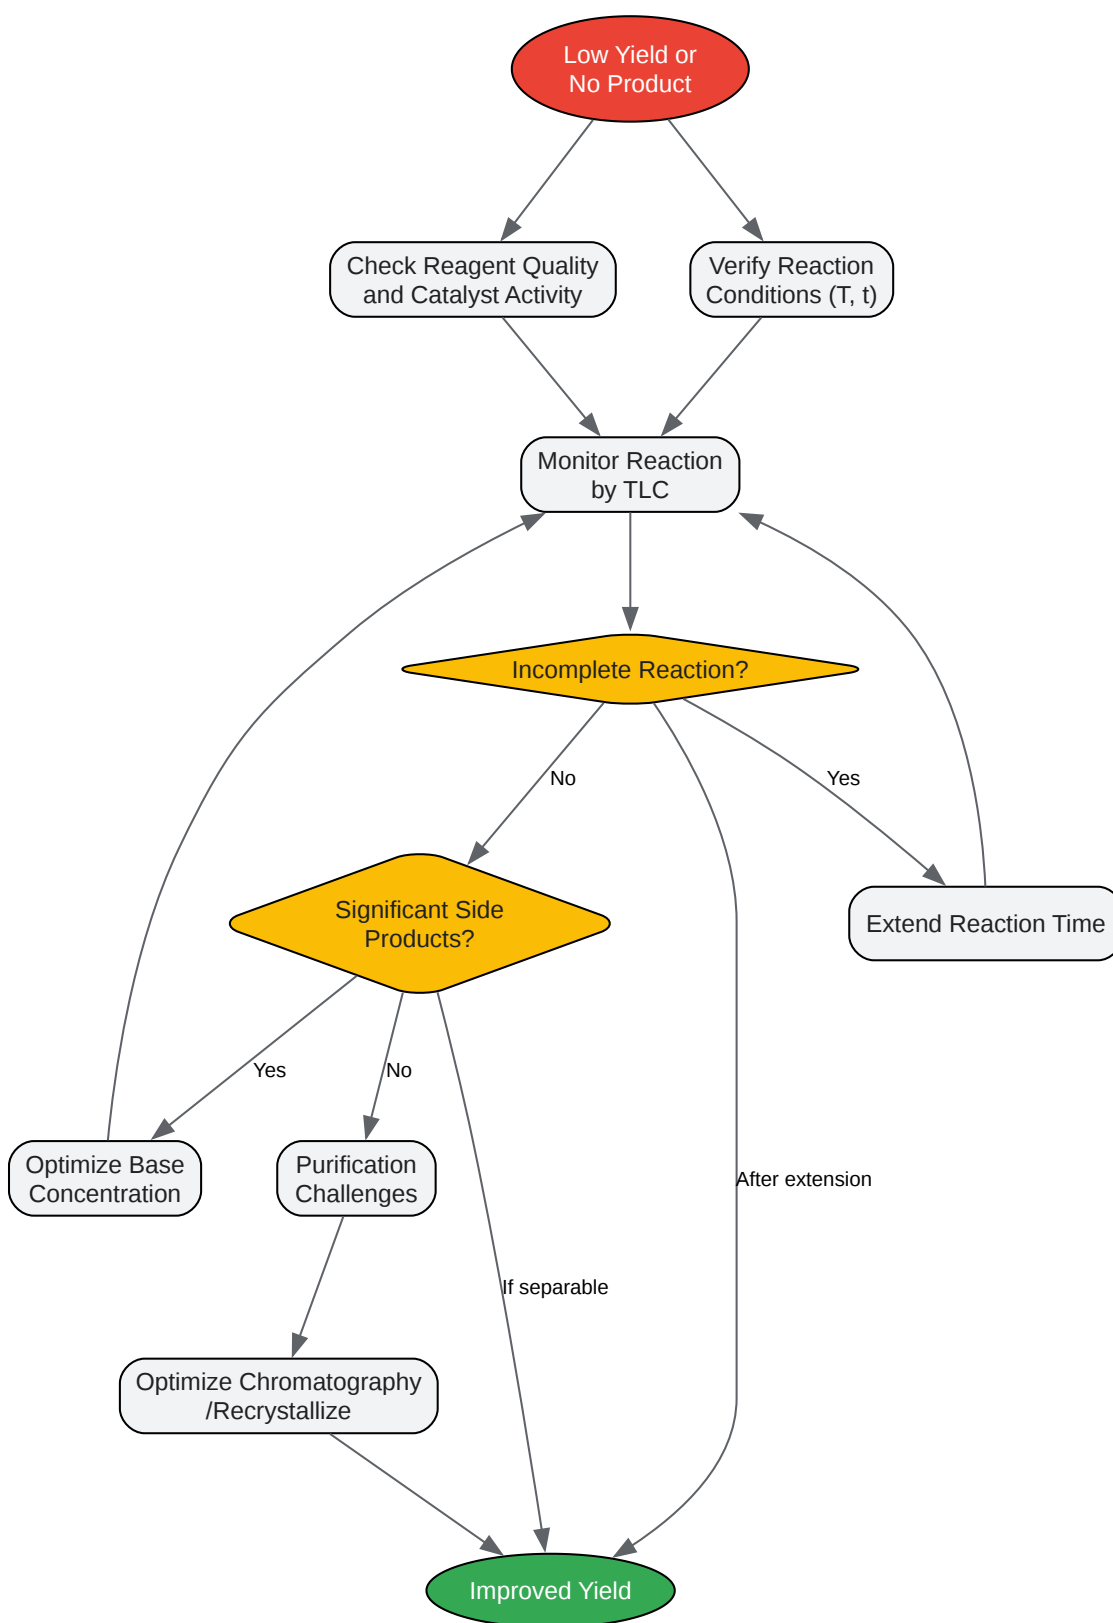 Low Yield or
No Product
Check Reagent Quality
and Catalyst Activity
Verify Reaction
Conditions (T, t)
Monitor Reaction
by TLC
Incomplete Reaction?
No
Yes
Significant Side
Products?
Extend Reaction Time
Yes
No
Optimize Base
Concentration
Purification
Challenges
After extension
If separable
Optimize Chromatography
/Recrystallize
Improved Yield